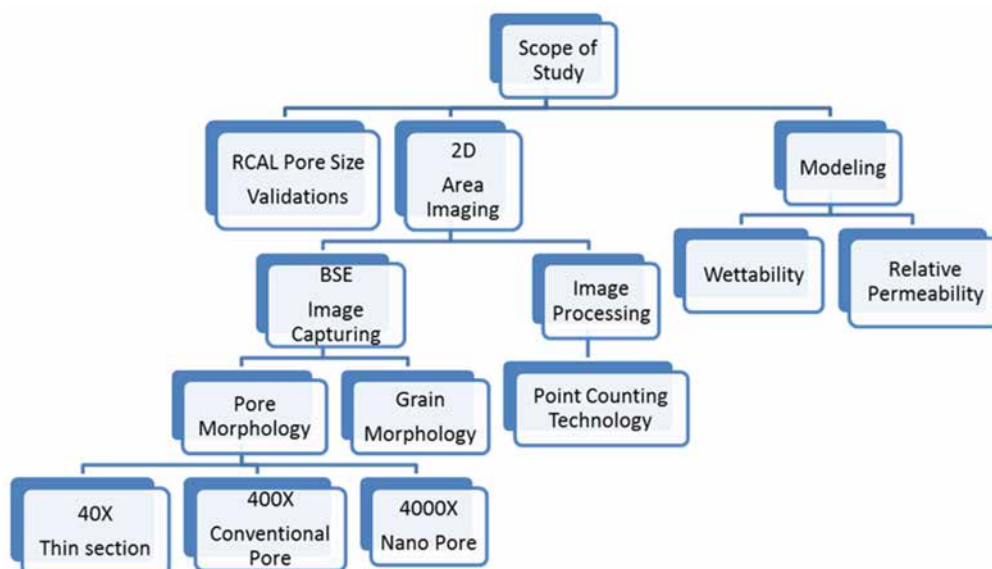 Scope of
Study
RCAL Pore Size
Validations
2D
Area
Imaging
Modeling
BSE
Image
Capturing
Image
Processing
Wettability
Relative
Permeability
Pore
Morphology
Grain
Morphology
Point Counting
Technology
40X
Thin section
400X
Conventional
Pore
4000X
Nano Pore